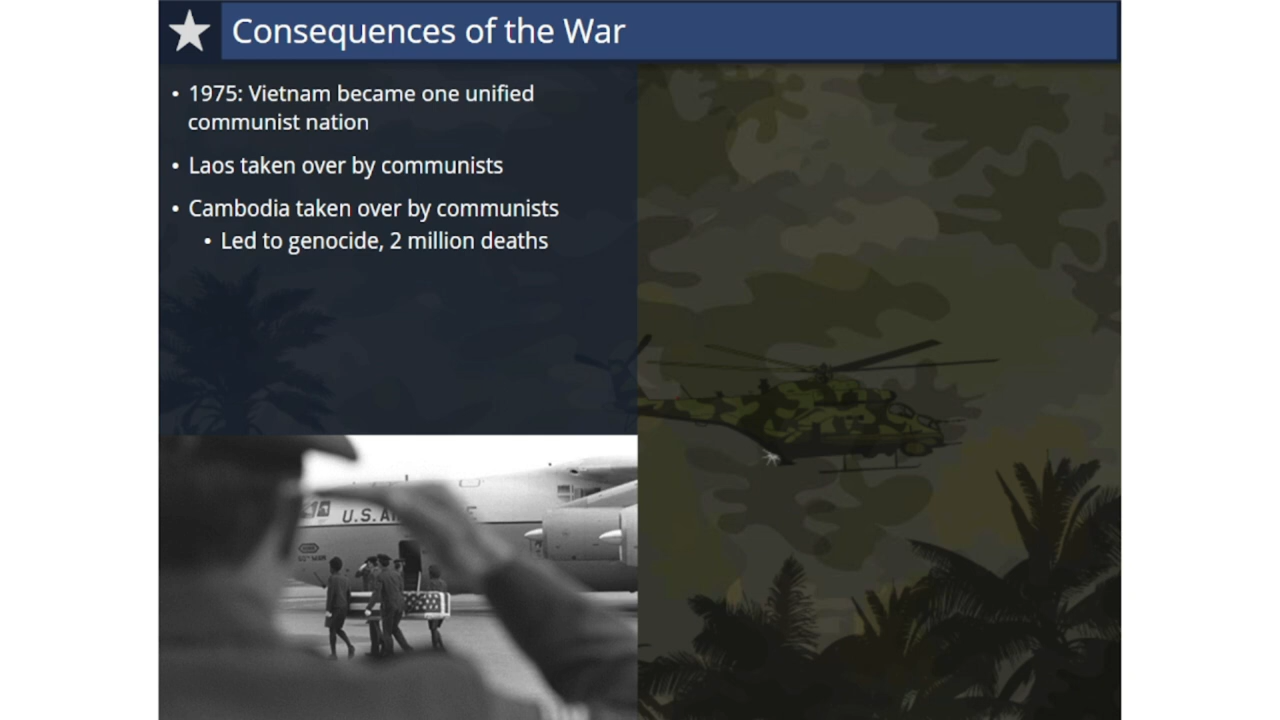 Consequences of the War
• 1975: Vietnam became one unified
communist nation
• Laos taken over by communists
• Cambodia taken over by communists
• Led to genocide, 2 million deaths
U.S. AI